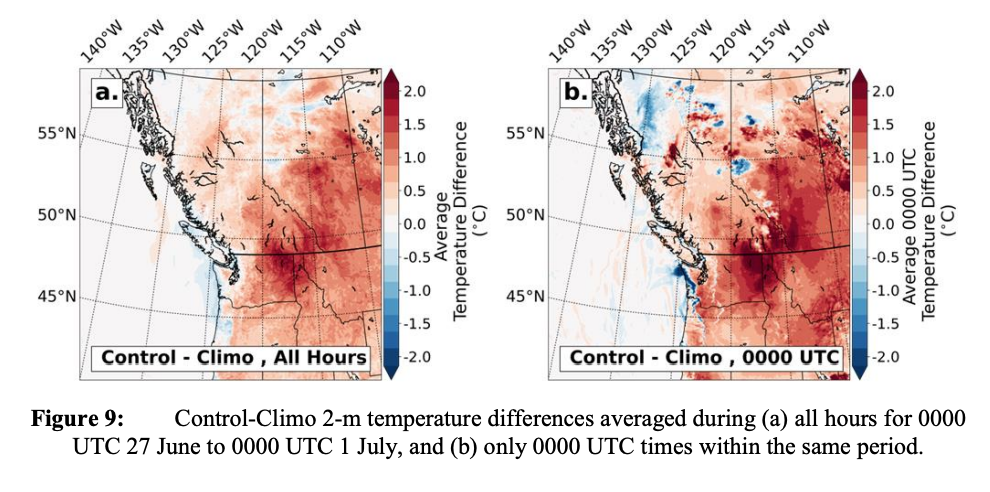 140°W 135°W 130°W 125°W 120°W 115°W 110°W
a.
55°N
50°N
45°N
Control - Climo , All Hours
2.0
1.5
1.0
0.5
0.0
-0.5
-1.0
-1.5
-2.0
Average
Temperature Difference
(°C)
140°W 135°W 130°W 125°W 120°W 115°W 110°W
b.
55°N
50°N
45°N
Control - Climo , 0000 UTC
2.0
1.5
1.0
0.5
0.0
-0.5
-1.0
-1.5
-2.0
Average 0000 UTC
Temperature Difference
(°C)
Figure 9: Control-Climo 2-m temperature differences averaged during (a) all hours for 0000
UTC 27 June to 0000 UTC 1 July, and (b) only 0000 UTC times within the same period.